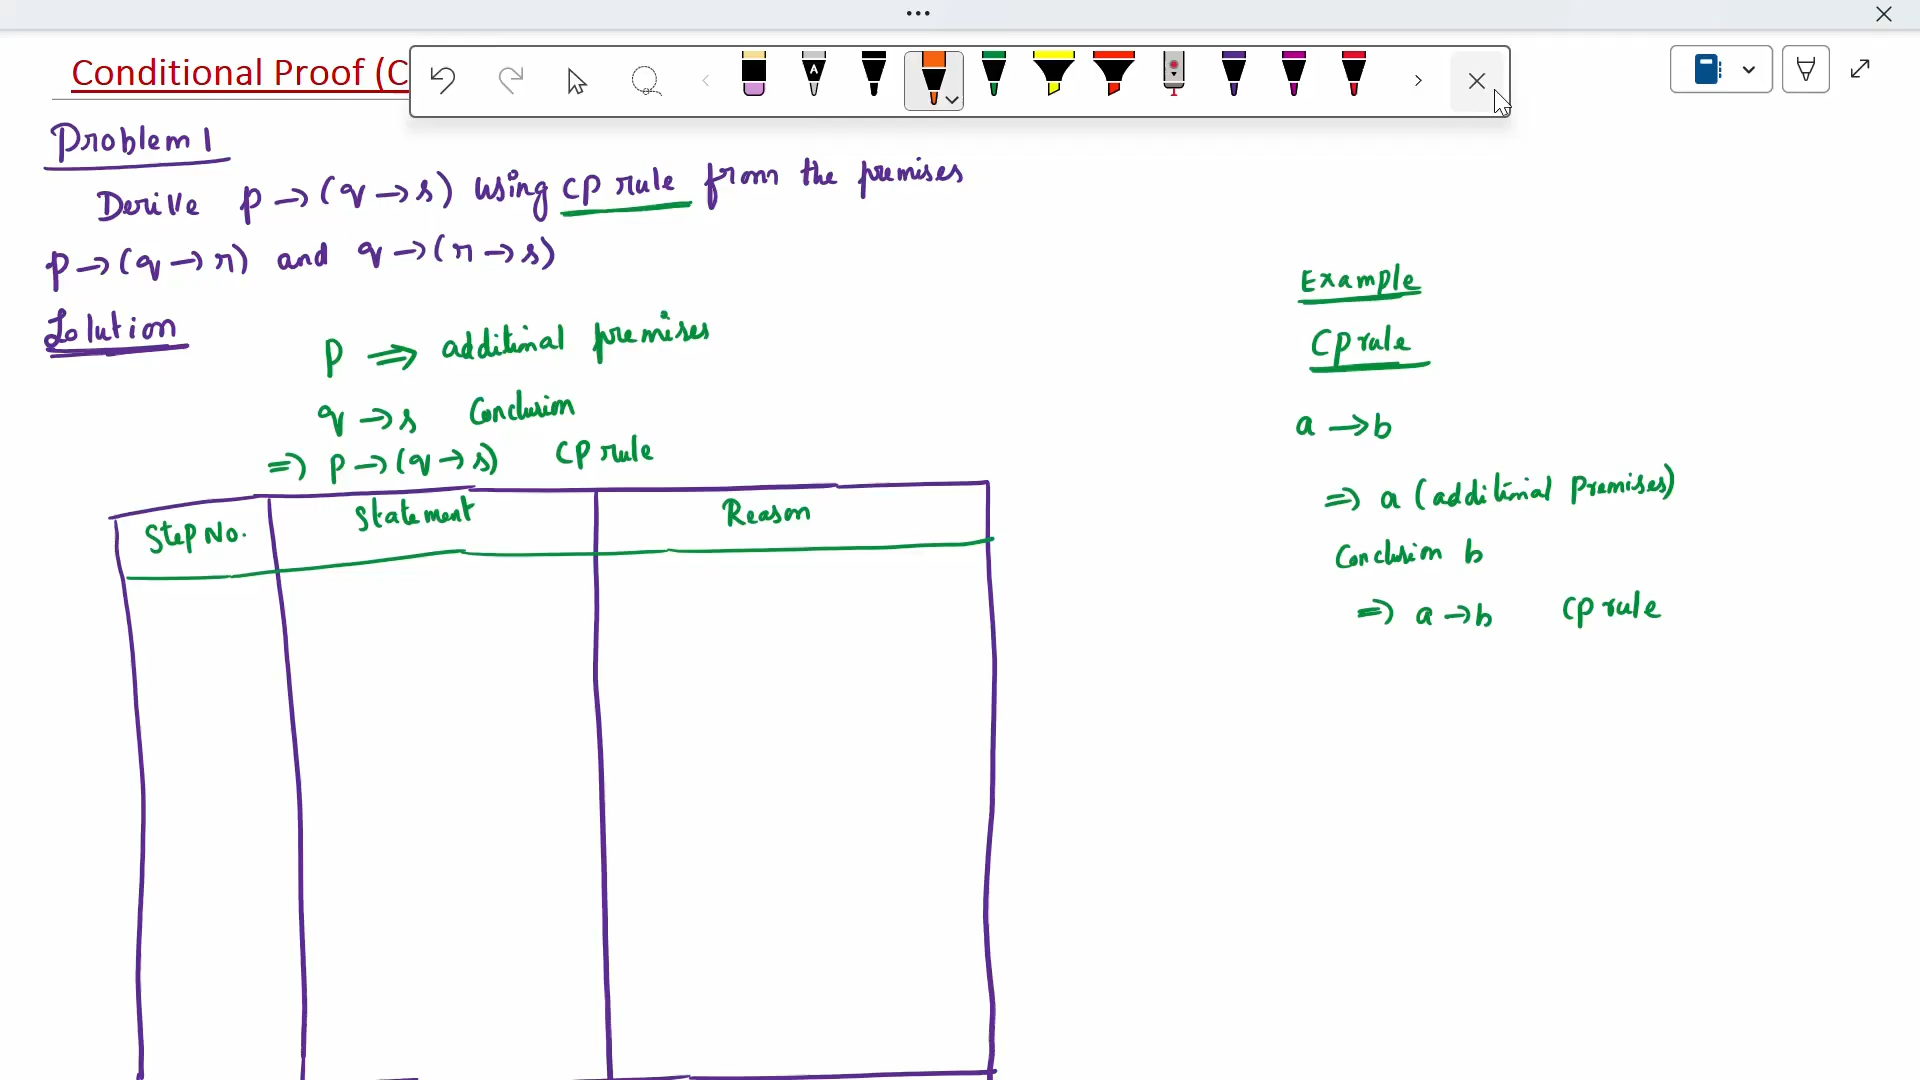 Conditional Proof (C
Problem 1
Derive p→(q→s) using CP rule from the premises
p→(q→r) and q→(r→s)
Solution
P ⇒ additional premises
q→s Conclusion
⇒ p→(q→s) CP rule
Step No. Statement Reason
Example
CP rule
a→b
⇒ a (additional Premises)
Conclusion b
⇒ a→b CP rule